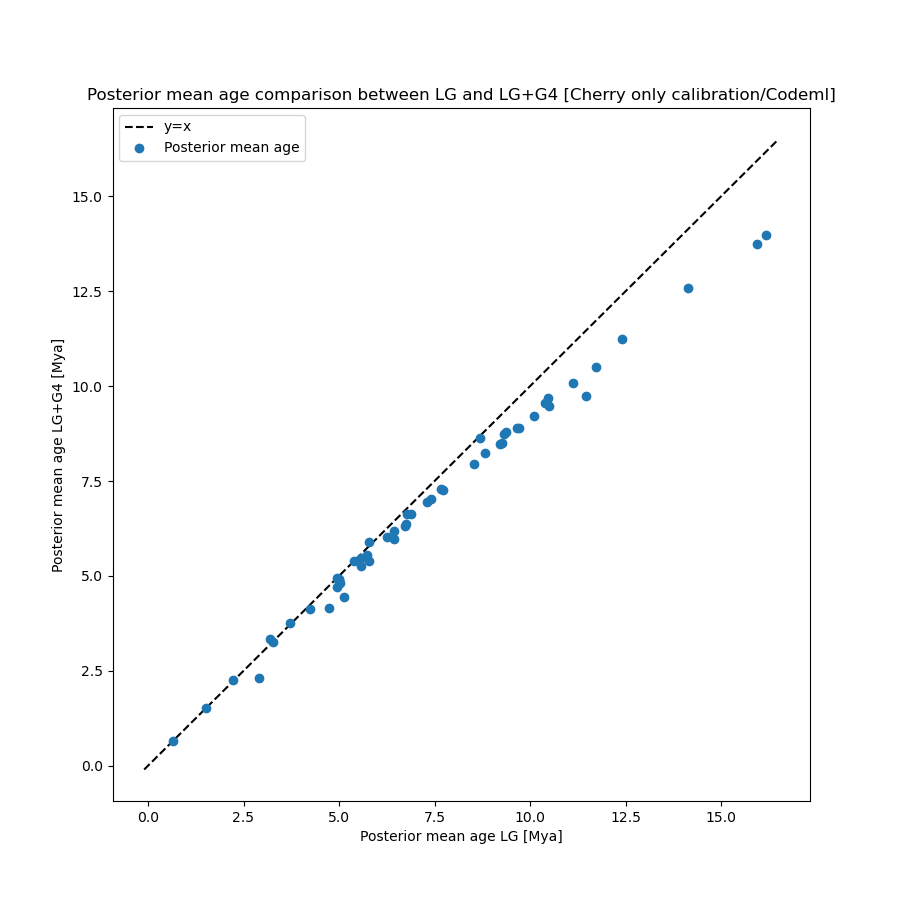 Posterior mean age comparison between LG and LG+G4 [Cherry only calibration/Codeml]
y=x
Posterior mean age
15.0
12.5
10.0
7.5
5.0
2.5
0.0
Posterior mean age LG+G4 [Mya]
0.0 2.5 5.0 7.5 10.0 12.5 15.0
Posterior mean age LG [Mya]